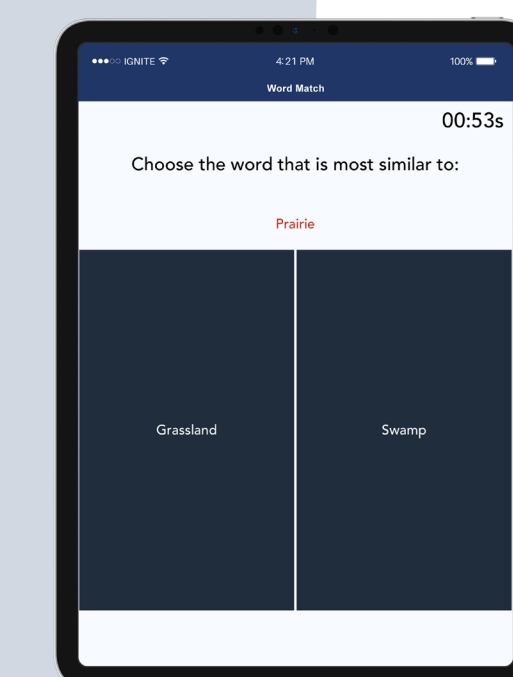 IGNITE 4:21 PM 100%
Word Match
00:53s
Choose the word that is most similar to:
Prairie
Grassland Swamp